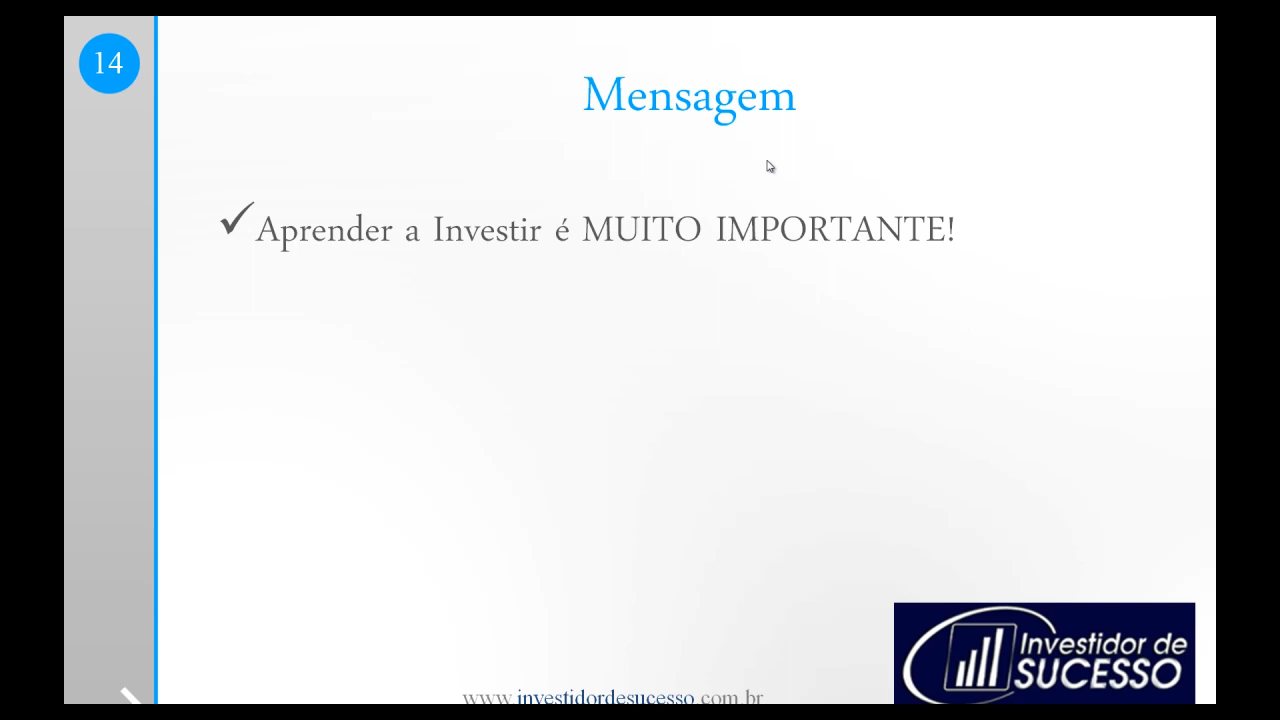 14
Mensagem
✓Aprender a Investir é MUITO IMPORTANTE!
Investidor de
SUCESSO
www.investidordesucesso.com.br